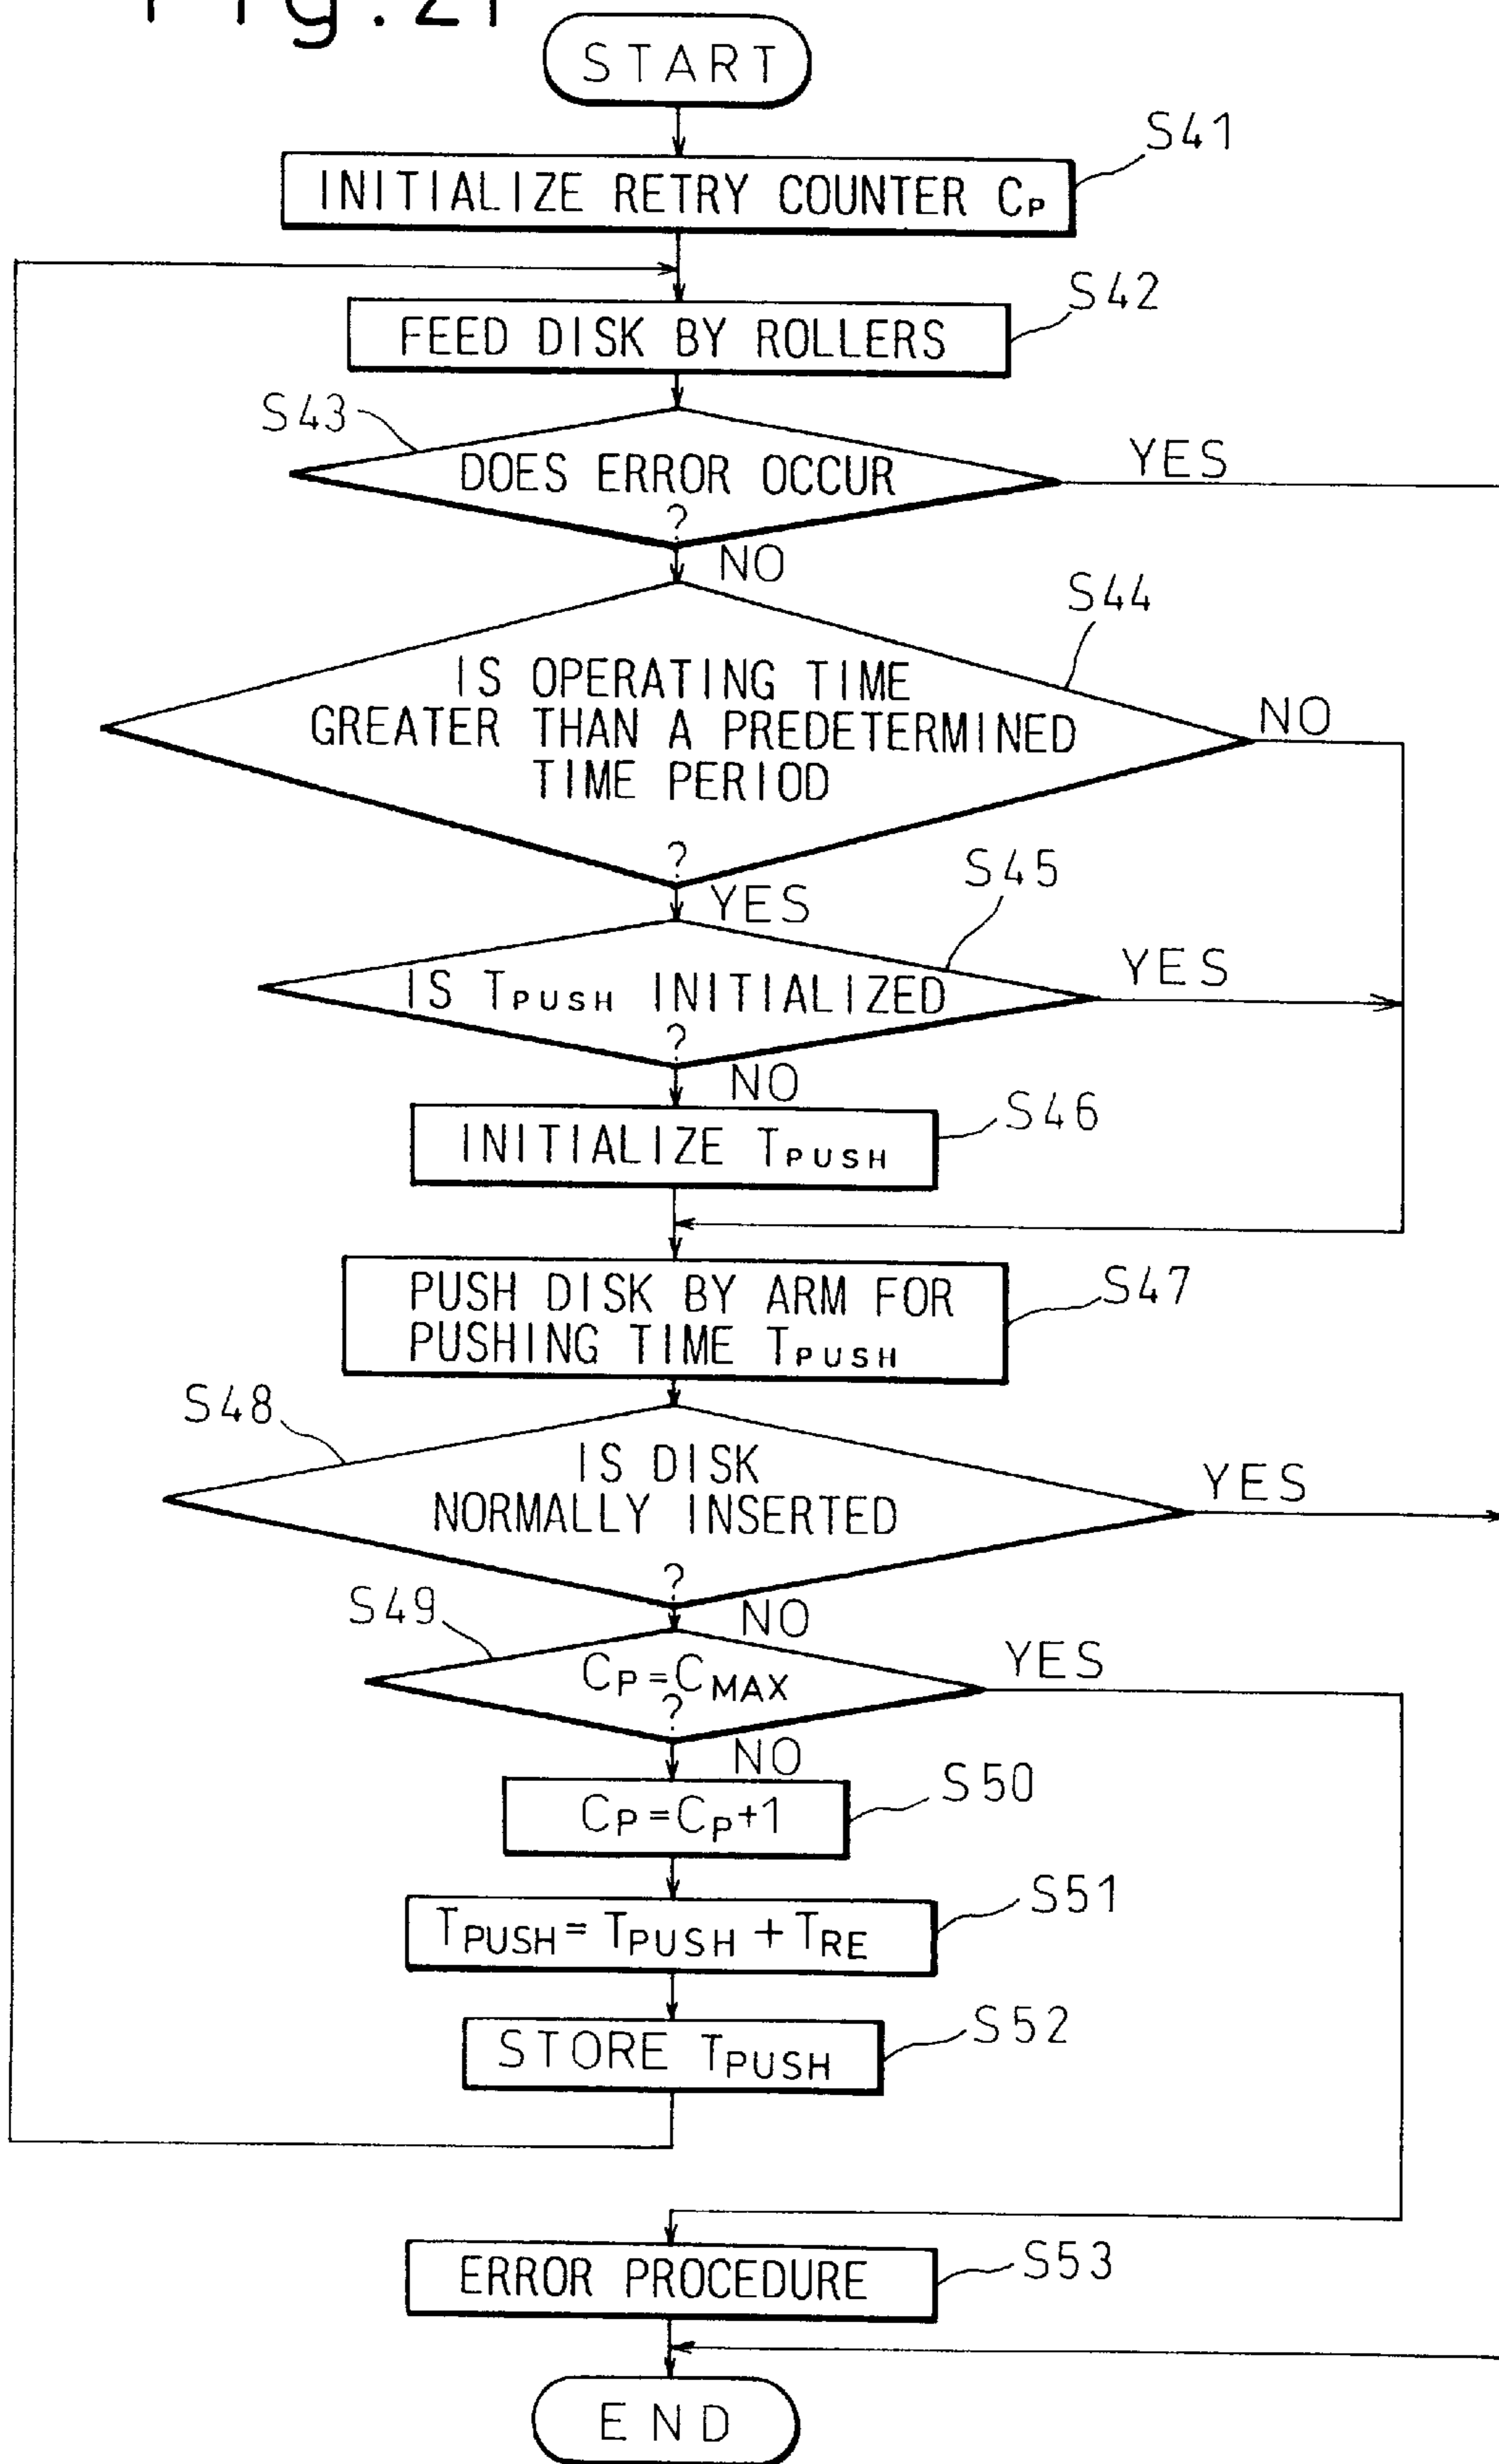 Fig.21
START
S41
INITIALIZE RETRY COUNTER CP
S42
FEED DISK BY ROLLERS
S43
DOES ERROR OCCUR
?
YES
NO
S44
IS OPERATING TIME
GREATER THAN A PREDETERMINED
TIME PERIOD
?
NO
YES
S45
IS TPUSH INITIALIZED
?
YES
NO
S46
INITIALIZE TPUSH
S47
PUSH DISK BY ARM FOR
PUSHING TIME TPUSH
S48
IS DISK
NORMALLY INSERTED
?
YES
NO
S49
CP=CMAX
?
YES
NO
S50
CP=CP+1
S51
TPUSH=TPUSH+TRE
S52
STORE TPUSH
S53
ERROR PROCEDURE
END